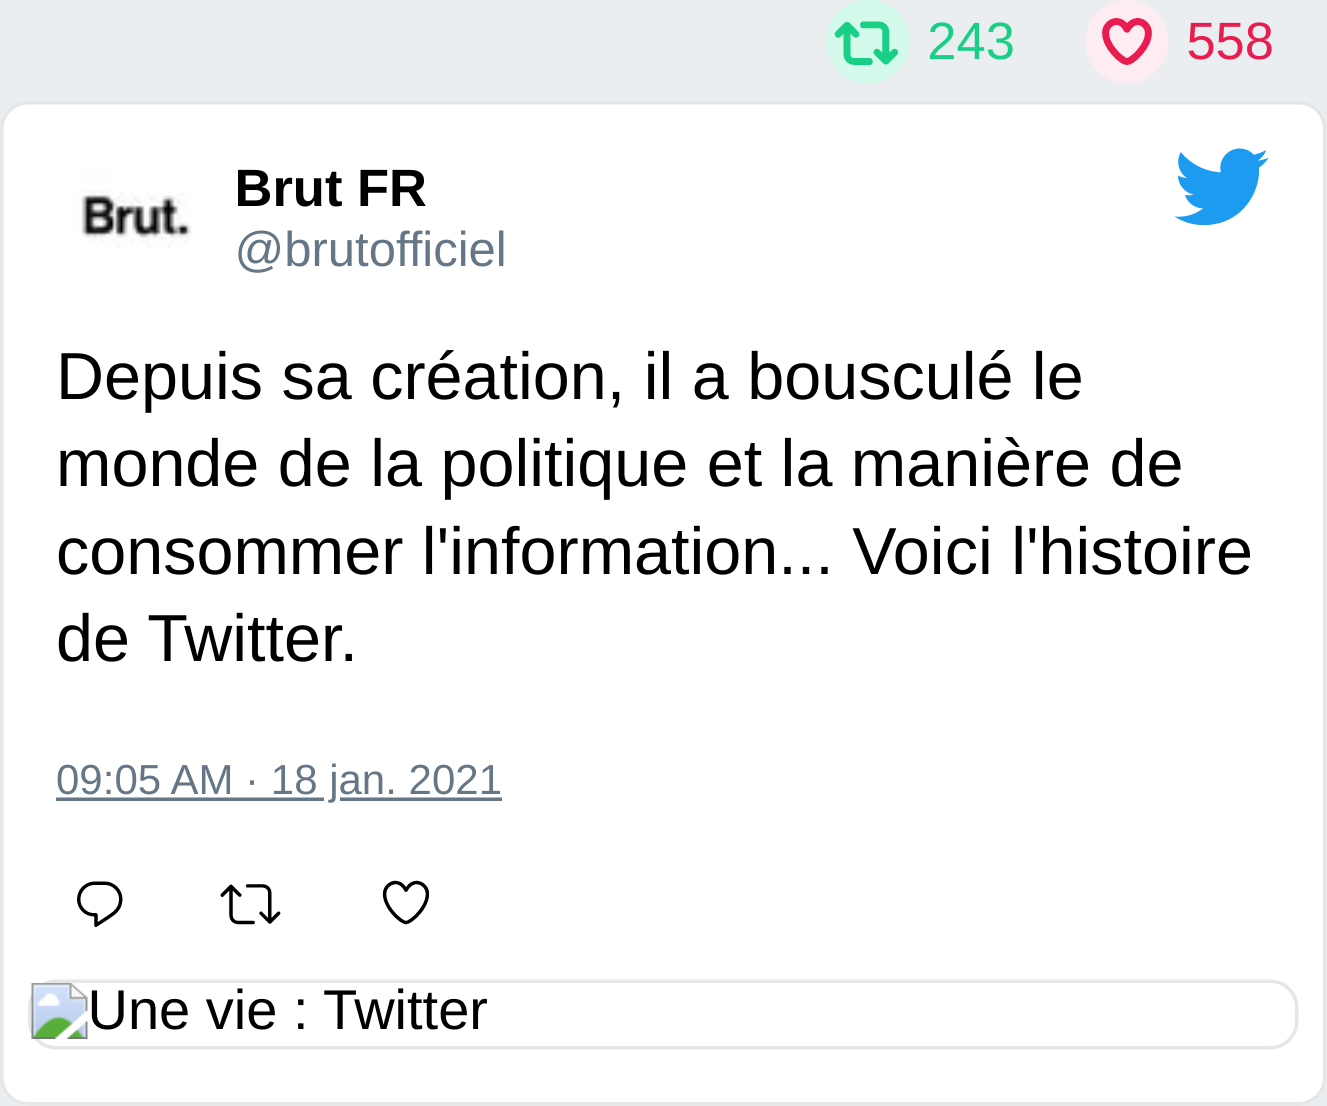 243 558
Brut.
Brut FR
@brutofficiel
Depuis sa création, il a bousculé le
monde de la politique et la manière de
consommer l'information... Voici l'histoire
de Twitter.
09:05 AM · 18 jan. 2021
Une vie : Twitter